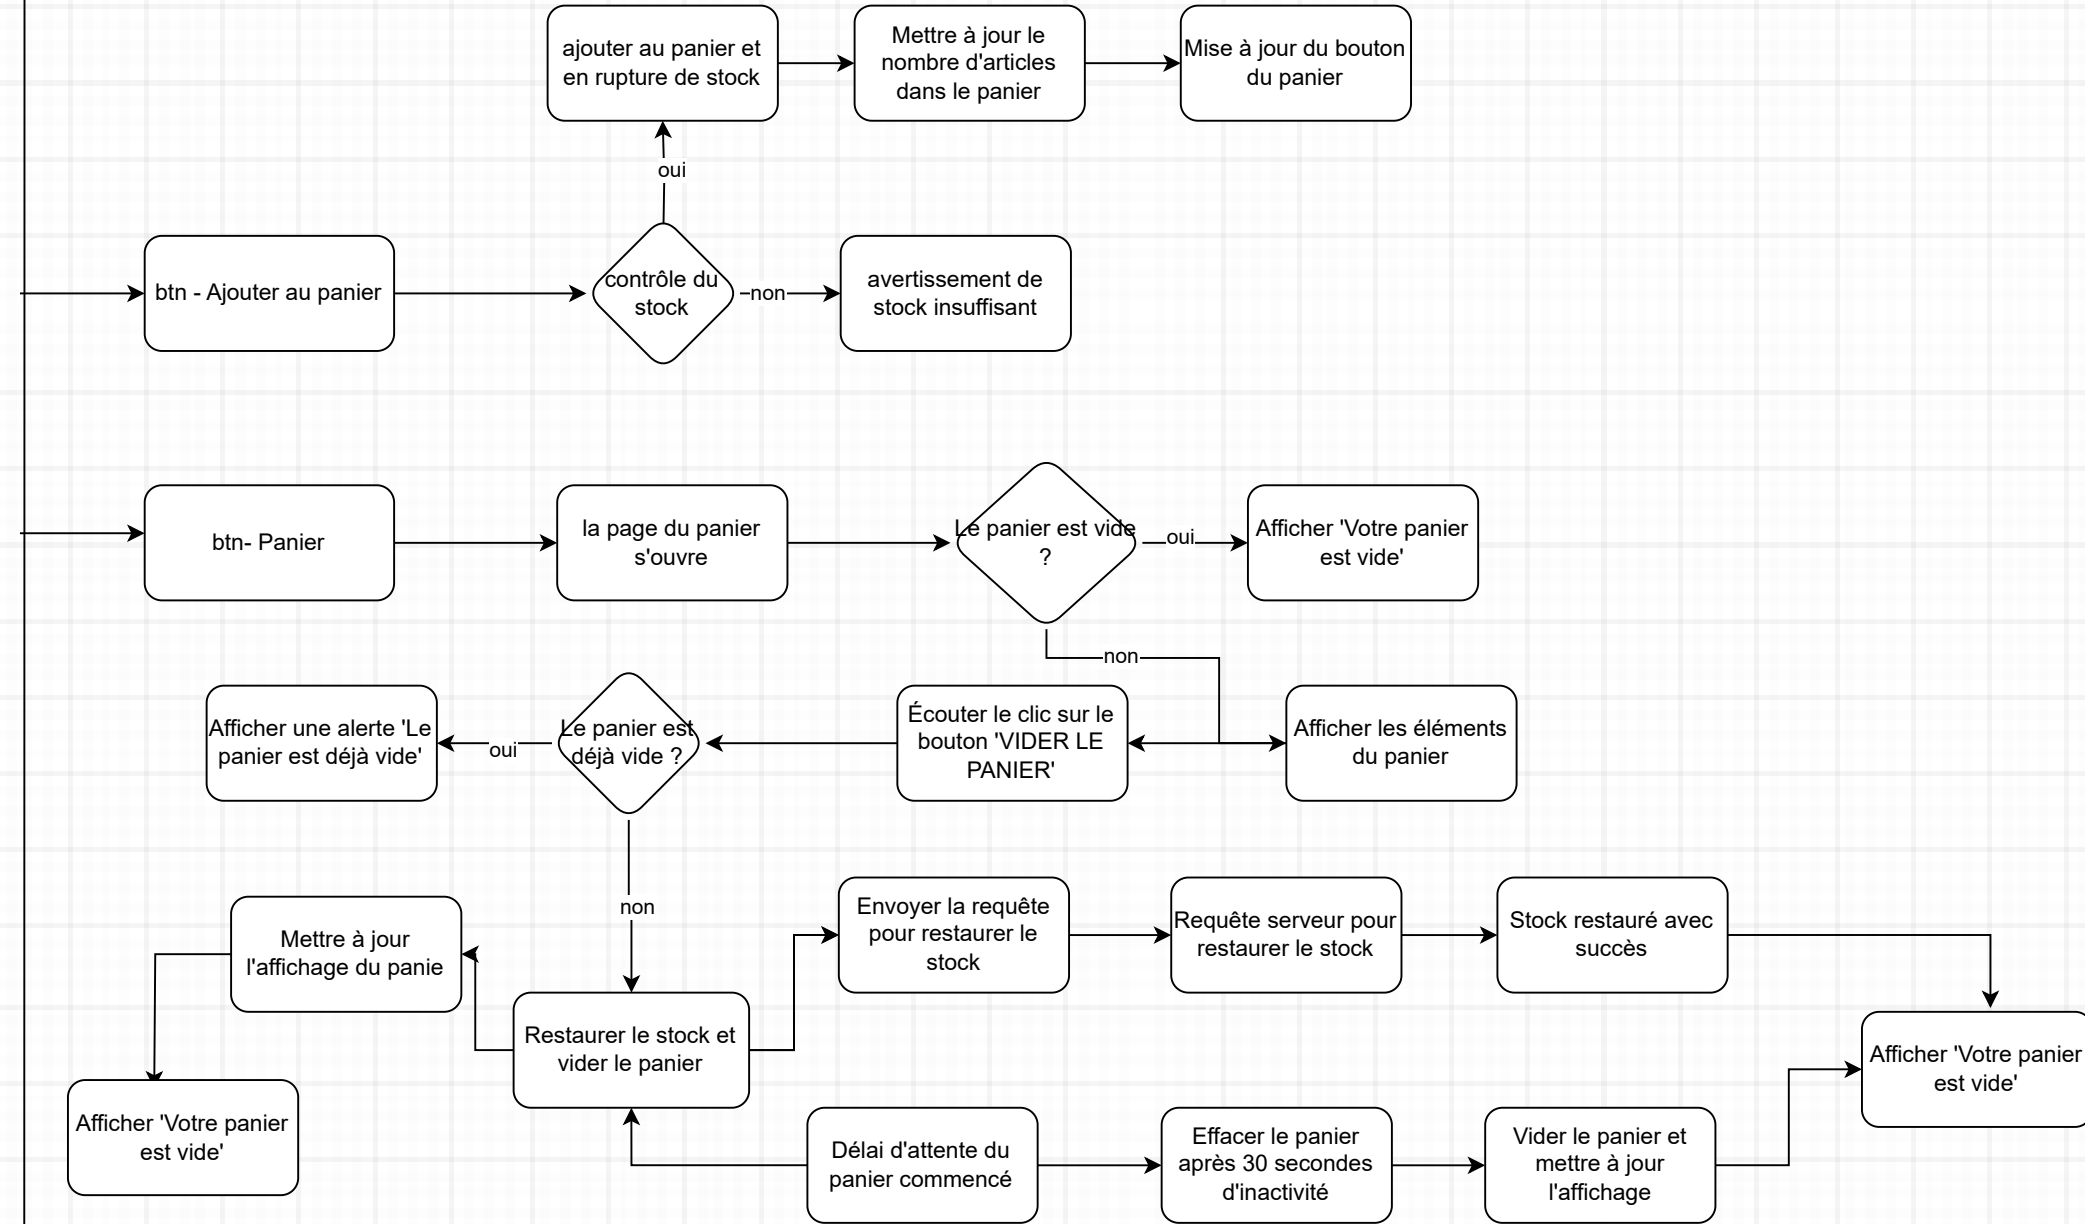 ajouter au panier et
en rupture de stock
Mettre à jour le
nombre d'articles
dans le panier
Mise à jour du bouton
du panier
oui
btn - Ajouter au panier
contrôle du
stock
non
avertissement de
stock insuffisant
btn- Panier
la page du panier
s'ouvre
Le panier est vide
?
oui
Afficher 'Votre panier
est vide'
non
Afficher une alerte 'Le
panier est déjà vide'
oui
Le panier est
déjà vide ?
Écouter le clic sur le
bouton 'VIDER LE
PANIER'
Afficher les éléments
du panier
non
Mettre à jour
l'affichage du panie
Envoyer la requête
pour restaurer le
stock
Requête serveur pour
restaurer le stock
Stock restauré avec
succès
Restaurer le stock et
vider le panier
Afficher 'Votre panier
est vide'
Afficher 'Votre panier
est vide'
Délai d'attente du
panier commencé
Effacer le panier
après 30 secondes
d'inactivité
Vider le panier et
mettre à jour
l'affichage